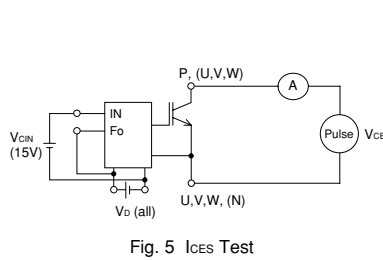 P, (U,V,W)
A
IN
Fo
VCIN
(15V)
Pulse
VCE
VD (all)
U,V,W, (N)
Fig. 5 ICES Test